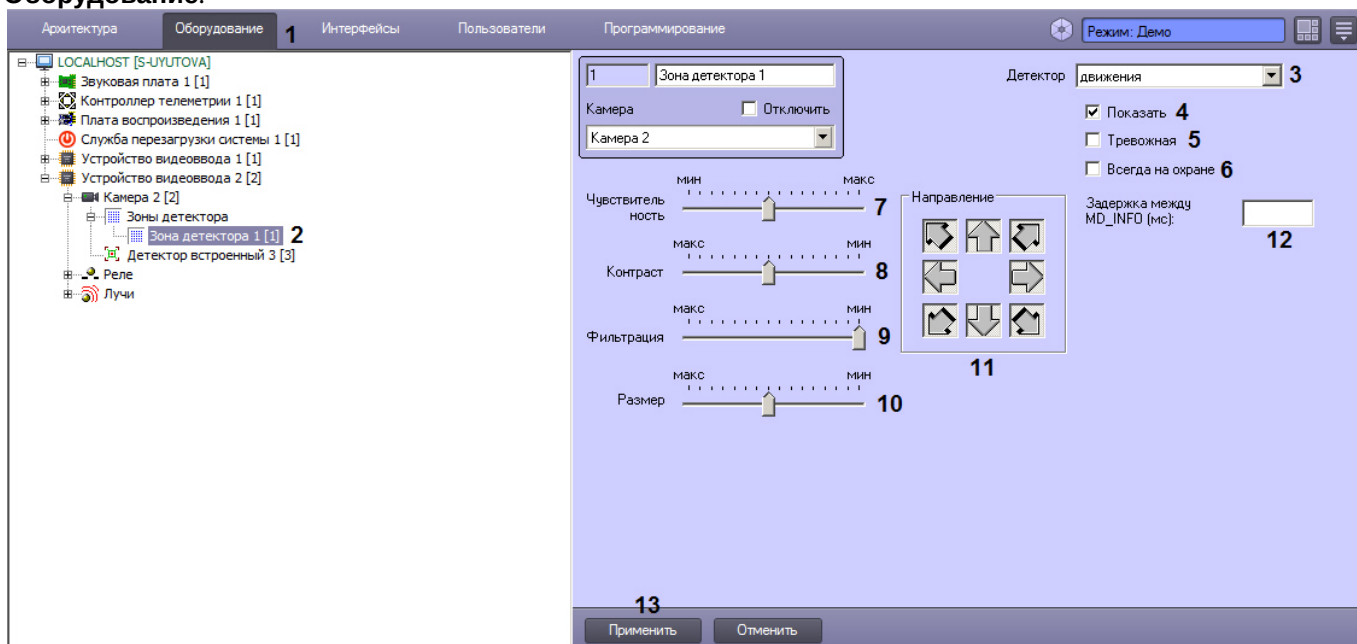 Оборудование.
Архитектура Оборудование 1 Интерфейсы Пользователи Программирование Режим: Демо
LOCALHOST [S-UYUTOVA]
Звуковая плата 1 [1]
Контроллер телеметрии 1 [1]
Плата воспроизведения 1 [1]
Служба перезагрузки системы 1 [1]
Устройство видеоввода 1 [1]
Устройство видеоввода 2 [2]
Камера 2 [2]
Зоны детектора
Зона детектора 1 [1] 2
Детектор встроенный 3 [3]
Реле
Лучи
1 Зона детектора 1
Камера Отключить
Камера 2
Детектор движения 3
Показать 4
Тревожная 5
Всегда на охране 6
Задержка между
MD_INFO (мс):
12
мин макс
Чувствитель
ность 7
макс мин
Контраст 8
макс мин
Фильтрация 9
макс мин
Размер 10
Направление
11
13
Применить Отменить